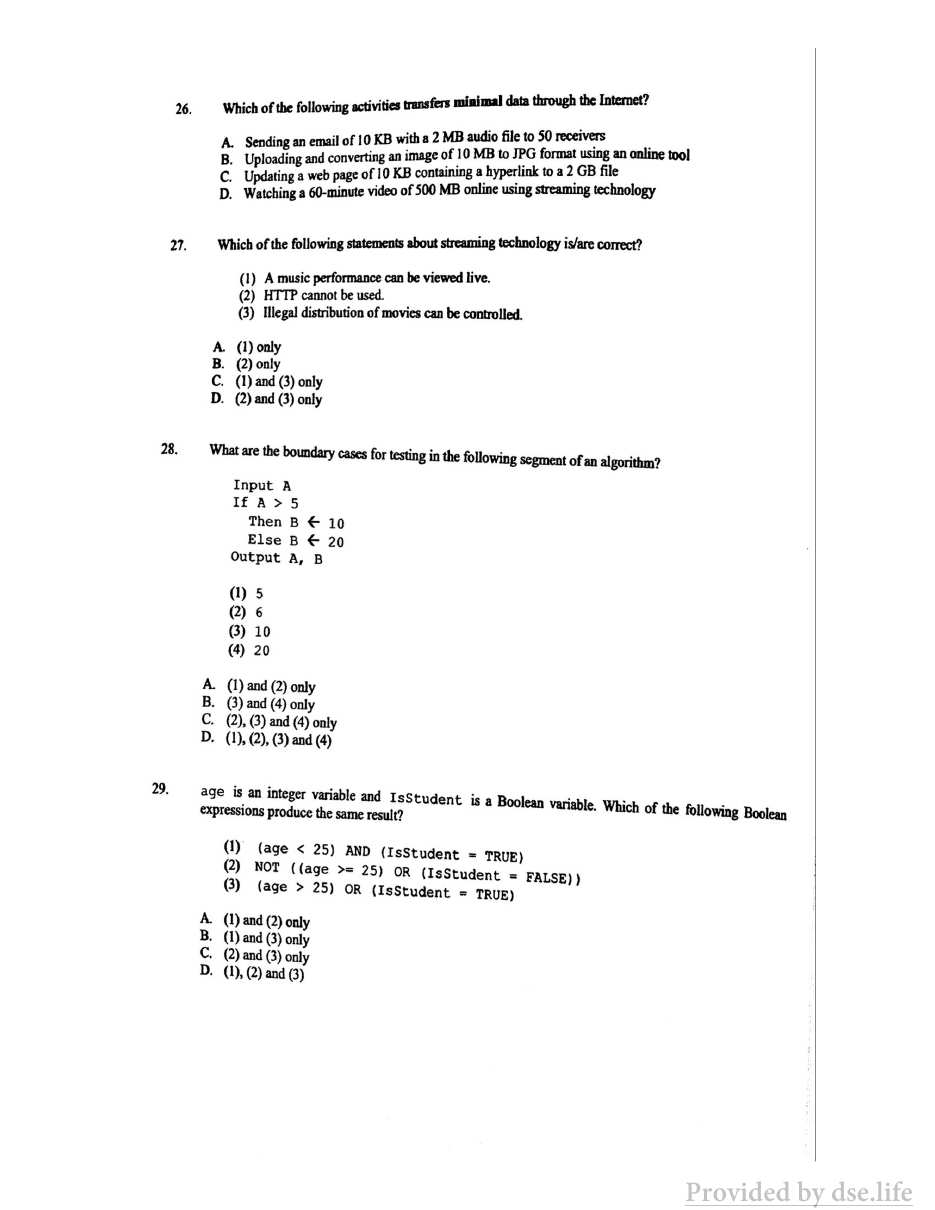 26. Which of the following activities transfers minimal data through the Internet?
A. Sending an email of 10 KB with a 2 MB audio file to 50 receivers
B. Uploading and converting an image of 10 MB to JPG format using an online tool
C. Updating a web page of 10 KB containing a hyperlink to a 2 GB file
D. Watching a 60-minute video of 500 MB online using streaming technology
27. Which of the following statements about streaming technology is/are correct?
(1) A music performance can be viewed live.
(2) HTTP cannot be used.
(3) Illegal distribution of movies can be controlled.
A. (1) only
B. (2) only
C. (1) and (3) only
D. (2) and (3) only
28. What are the boundary cases for testing in the following segment of an algorithm?
Input A
If A > 5
Then B ← 10
Else B ← 20
Output A, B
(1) 5
(2) 6
(3) 10
(4) 20
A. (1) and (2) only
B. (3) and (4) only
C. (2), (3) and (4) only
D. (1), (2), (3) and (4)
29. age is an integer variable and IsStudent is a Boolean variable. Which of the following Boolean
expressions produce the same result?
(1) (age < 25) AND (IsStudent = TRUE)
(2) NOT ((age >= 25) OR (IsStudent = FALSE))
(3) (age > 25) OR (IsStudent = TRUE)
A. (1) and (2) only
B. (1) and (3) only
C. (2) and (3) only
D. (1), (2) and (3)
Provided by dse.life